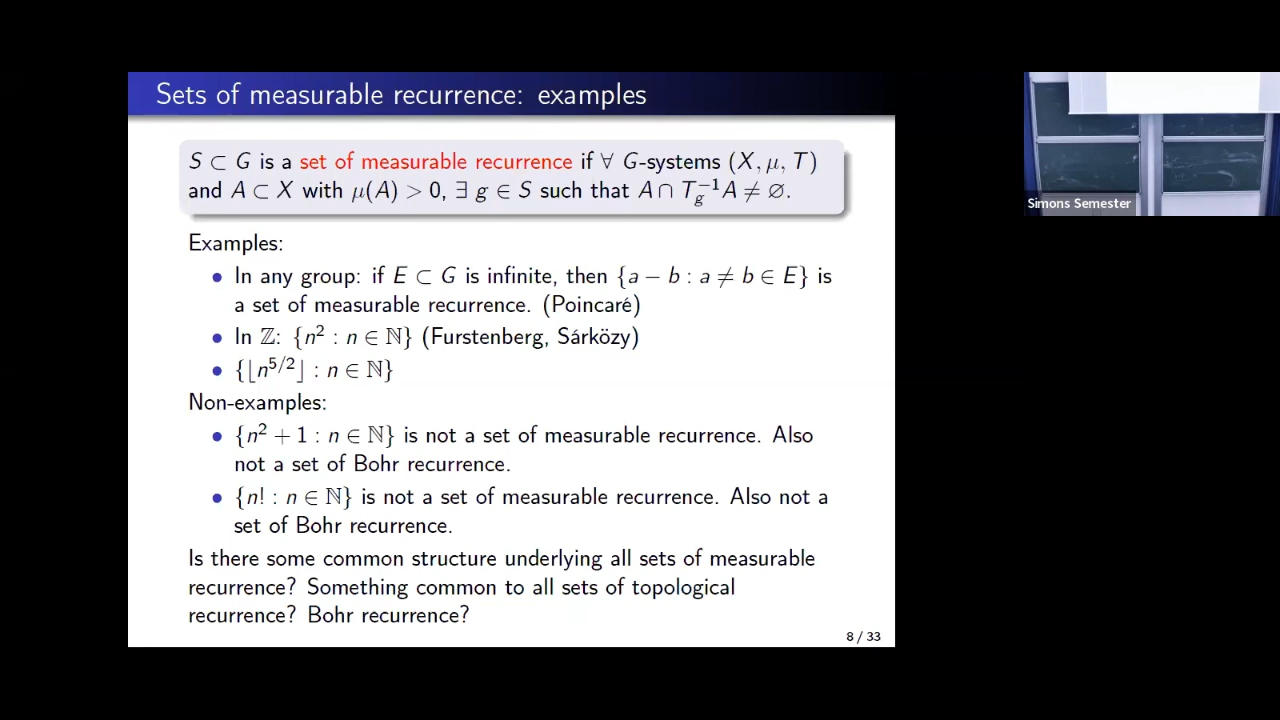 Sets of measurable recurrence: examples
S ⊂ G is a set of measurable recurrence if ∀ G-systems (X, μ, T)
and A ⊂ X with μ(A) > 0, ∃ g ∈ S such that A ∩ T_g^{-1}A ≠ ∅.
Examples:
• In any group: if E ⊂ G is infinite, then {a − b : a ≠ b ∈ E} is
a set of measurable recurrence. (Poincaré)
• In ℤ: {n² : n ∈ ℕ} (Furstenberg, Sárközy)
• {⌊n^{5/2}⌋ : n ∈ ℕ}
Non-examples:
• {n² + 1 : n ∈ ℕ} is not a set of measurable recurrence. Also
not a set of Bohr recurrence.
• {n! : n ∈ ℕ} is not a set of measurable recurrence. Also not a
set of Bohr recurrence.
Is there some common structure underlying all sets of measurable
recurrence? Something common to all sets of topological
recurrence? Bohr recurrence?
8 / 33
Simons Semester